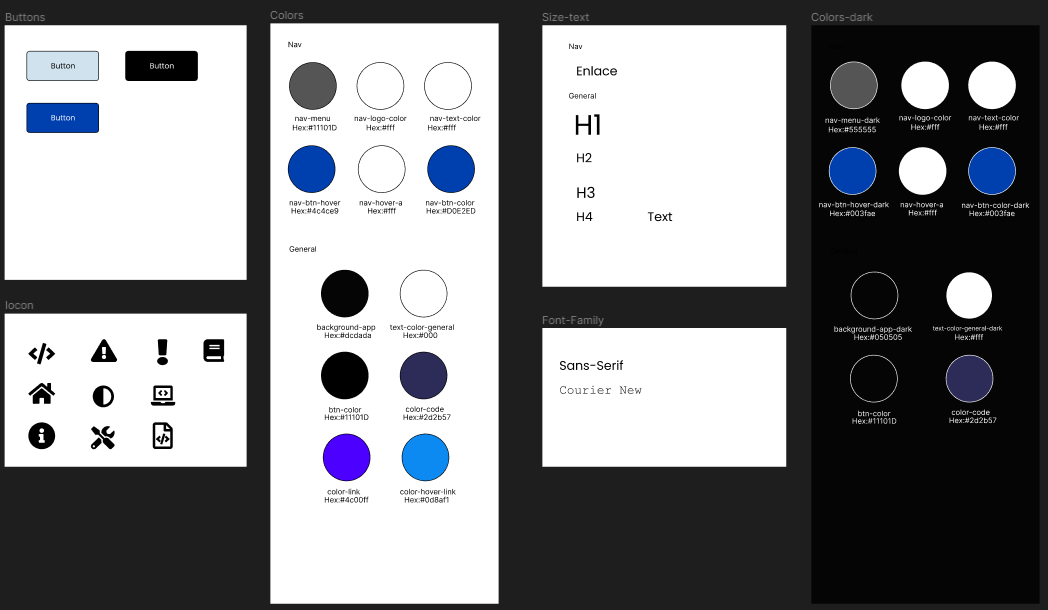 Buttons
Button
Button
Button
Iocon
Colors
Nav
nav-menu
Hex:#11101D
nav-logo-color
Hex:#fff
nav-text-color
Hex:#fff
nav-btn-hover
Hex:#4c4ce9
nav-hover-a
Hex:#fff
nav-btn-color
Hex:#D0E2ED
General
background-app
Hex:#dcdada
text-color-general
Hex:#000
btn-color
Hex:#11101D
color-code
Hex:#2d2b57
color-link
Hex:#4c00ff
color-hover-link
Hex:#0d8af1
Size-text
Nav
Enlace
General
H1
H2
H3
H4
Text
Font-Family
Sans-Serif
Courier New
Colors-dark
nav-menu-dark
Hex:#555555
nav-logo-color
Hex:#fff
nav-text-color
Hex:#fff
nav-btn-hover-dark
Hex:#003fae
nav-hover-a
Hex:#fff
nav-btn-color-dark
Hex:#003fae
background-app-dark
Hex:#050505
text-color-general-dark
Hex:#fff
btn-color
Hex:#11101D
color-code
Hex:#2d2b57